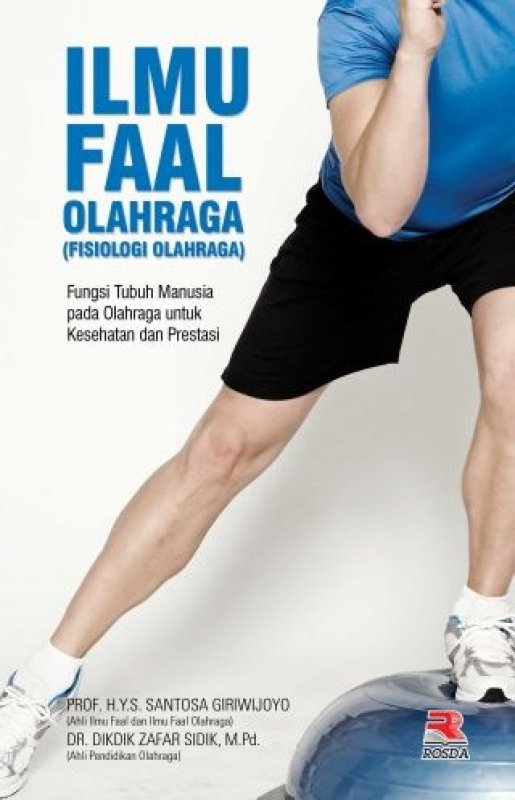 ILMU
FAAL
OLAHRAGA
(FISIOLOGI OLAHRAGA)
Fungsi Tubuh Manusia
pada Olahraga untuk
Kesehatan dan Prestasi
PROF. H.Y.S. SANTOSA GIRIWIJOYO
(Ahli Ilmu Faal dan Ilmu Faal Olahraga)
DR. DIKDIK ZAFAR SIDIK, M.Pd.
(Ahli Pendidikan Olahraga)
ROSDA